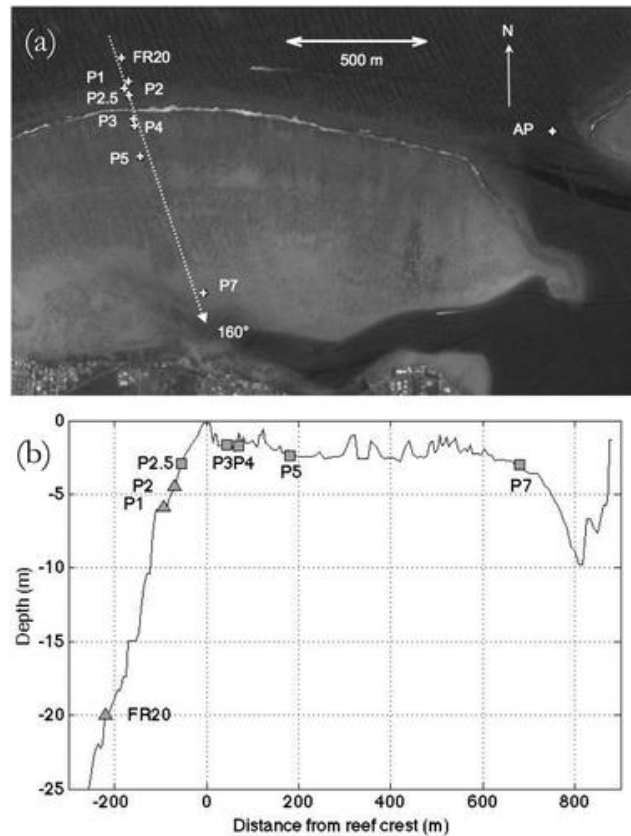 (a)
FR20
N
P1
P2
P2.5
500 m
P3
P4
AP
P5
P7
160°
(b)
0
-5
-10
-15
-20
-25
Depth (m)
P2.5
P2
P1
P3P4
P5
P7
FR20
-200 0 200 400 600 800
Distance from reef crest (m)